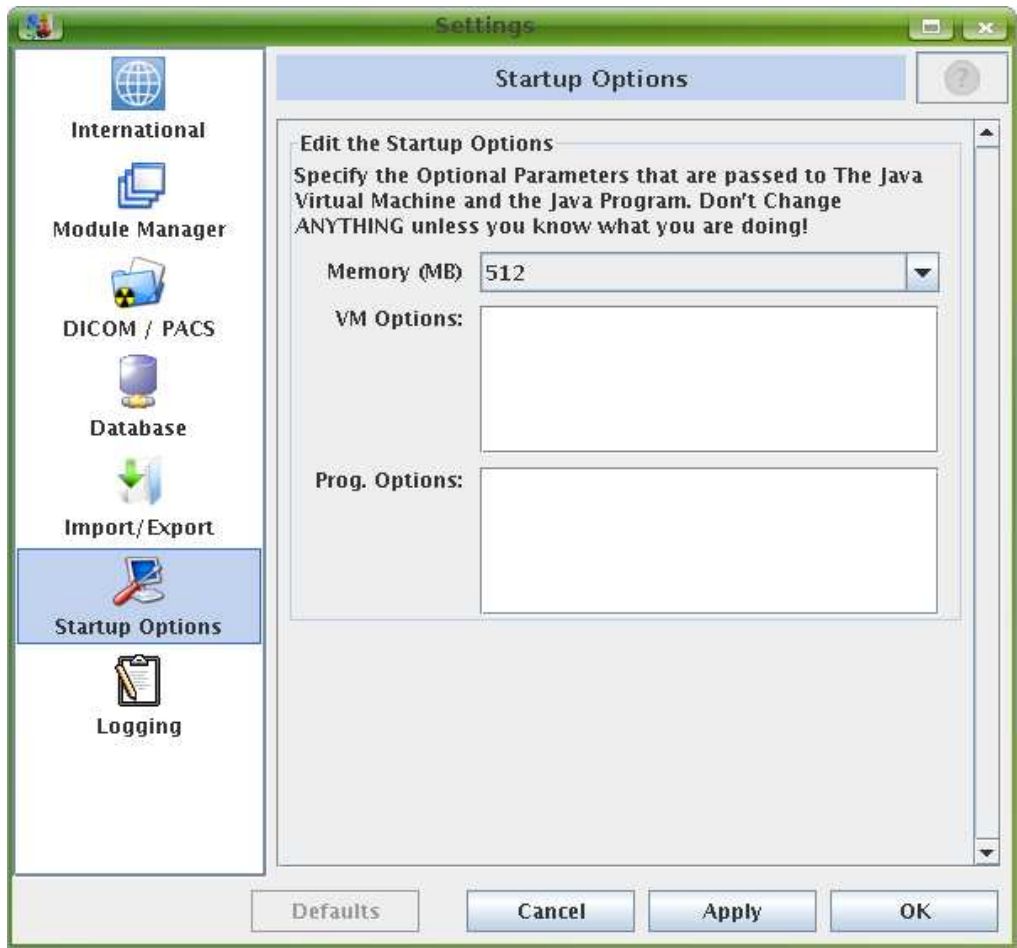 Settings
International
Module Manager
DICOM / PACS
Database
Import/Export
Startup Options
Logging
Startup Options
?
Edit the Startup Options
Specify the Optional Parameters that are passed to The Java
Virtual Machine and the Java Program. Don't Change
ANYTHING unless you know what you are doing!
Memory (MB) 512
VM Options:
Prog. Options:
Defaults Cancel Apply OK